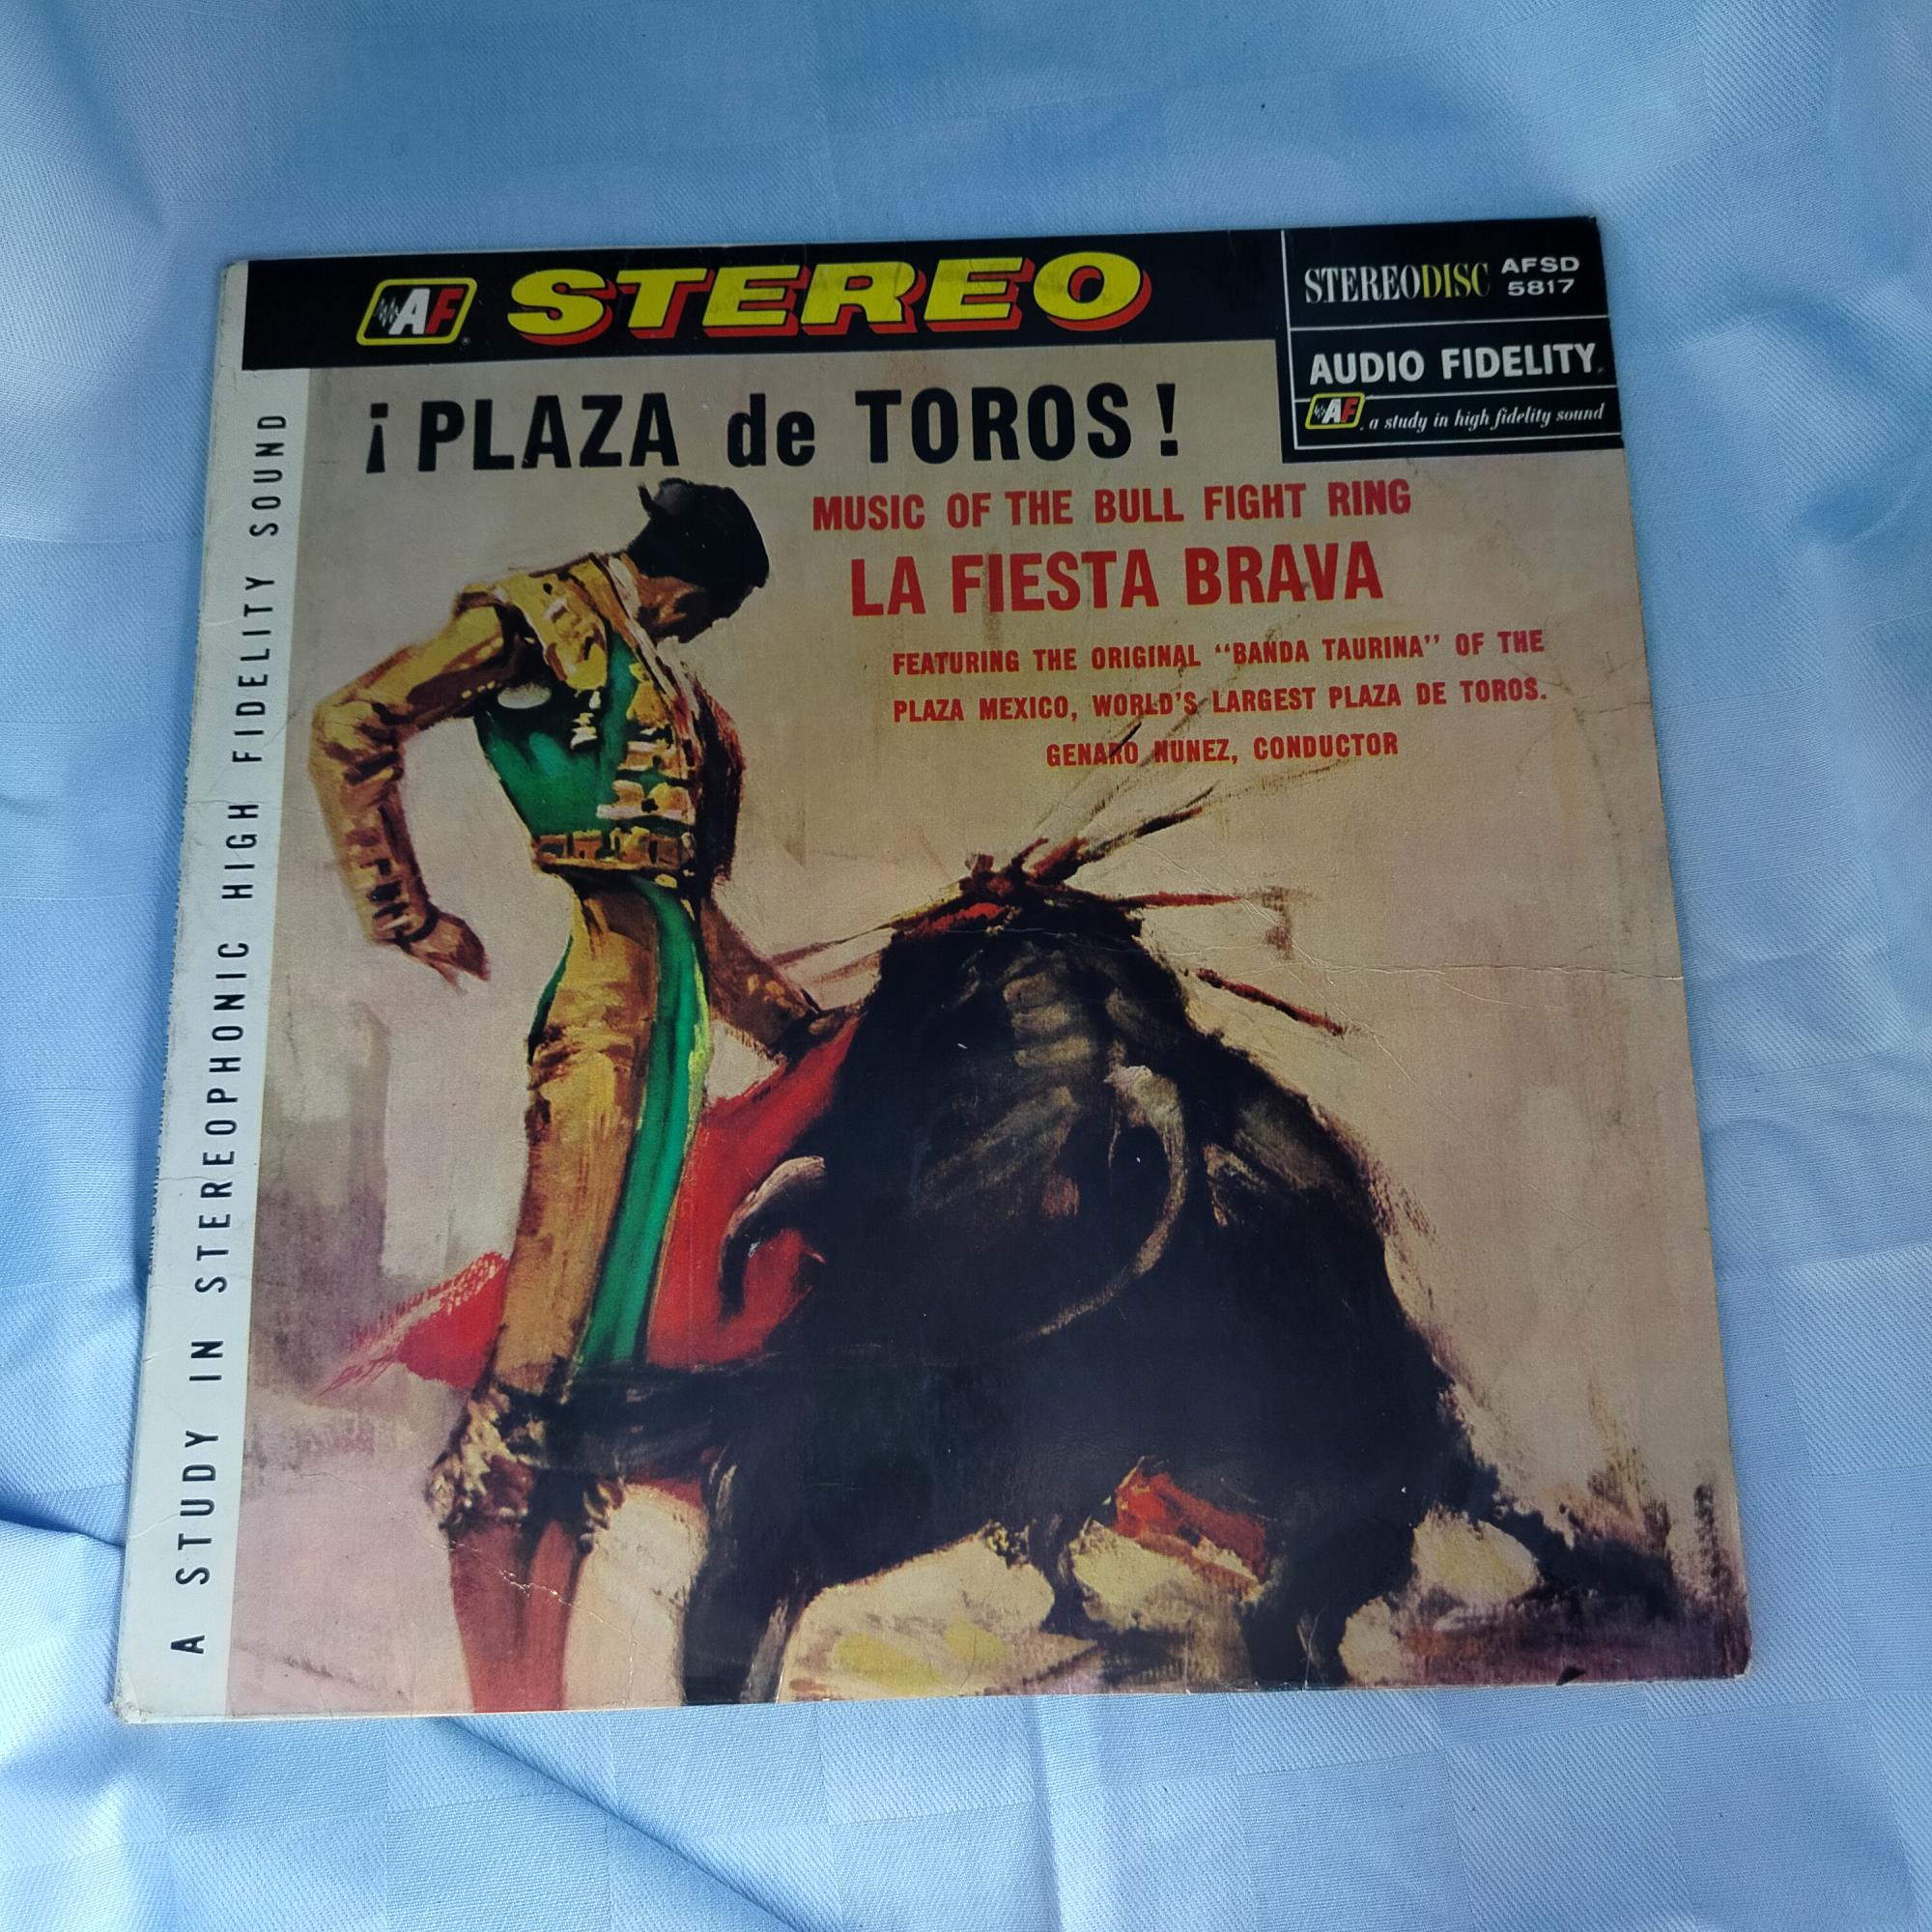 AF STEREO
STEREODISC AFSD 5817
AUDIO FIDELITY
AF a study in high fidelity sound
¡PLAZA de TOROS!
MUSIC OF THE BULL FIGHT RING
LA FIESTA BRAVA
FEATURING THE ORIGINAL “BANDA TAURINA” OF THE
PLAZA MEXICO, WORLD'S LARGEST PLAZA DE TOROS.
GENARO NUNEZ, CONDUCTOR
A STUDY IN STEREOPHONIC HIGH FIDELITY SOUND